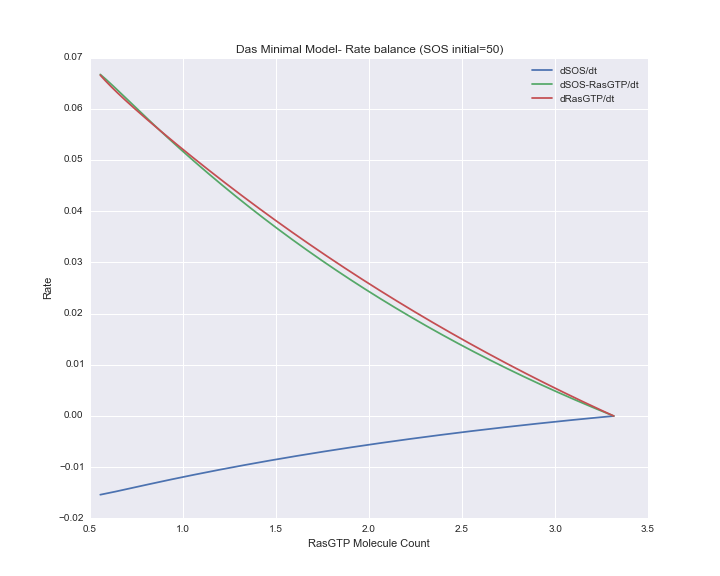 Das Minimal Model- Rate balance (SOS initial=50)
0.07
0.06
0.05
0.04
0.03
0.02
0.01
0.00
−0.01
−0.02
Rate
dSOS/dt
dSOS-RasGTP/dt
dRasGTP/dt
0.5 1.0 1.5 2.0 2.5 3.0 3.5
RasGTP Molecule Count